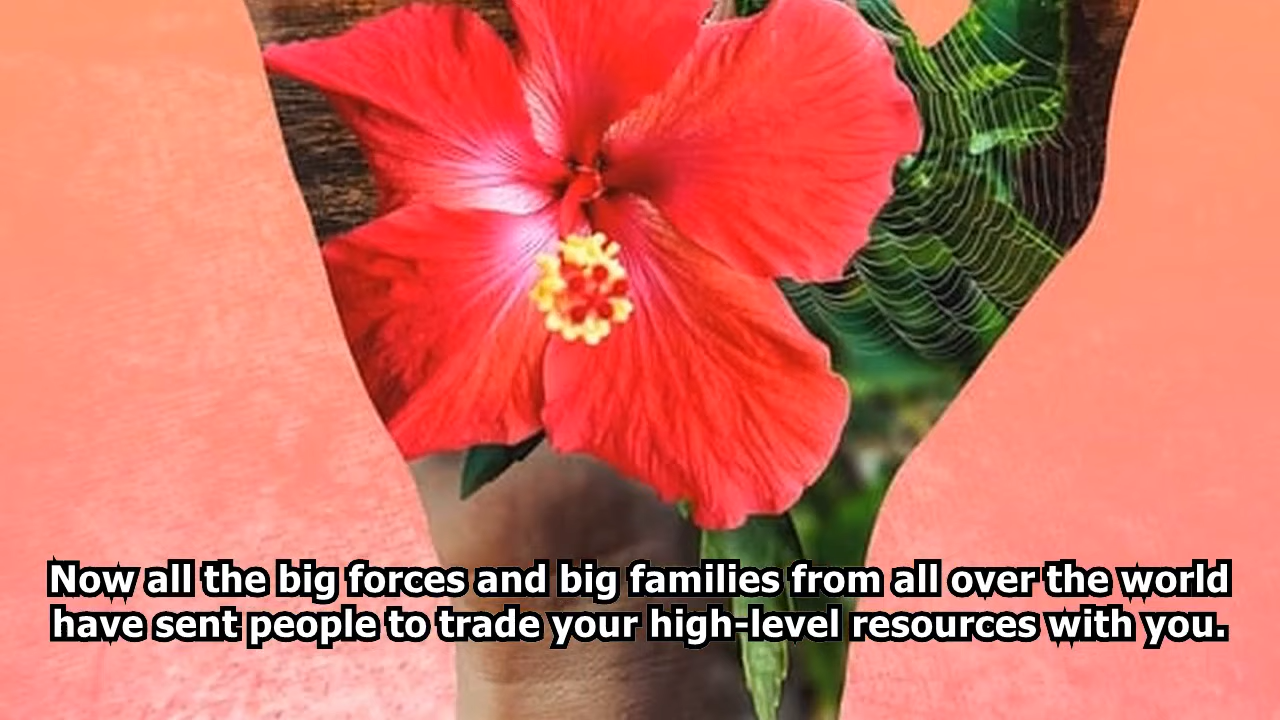 Now all the big forces and big families from all over the world
have sent people to trade your high-level resources with you.